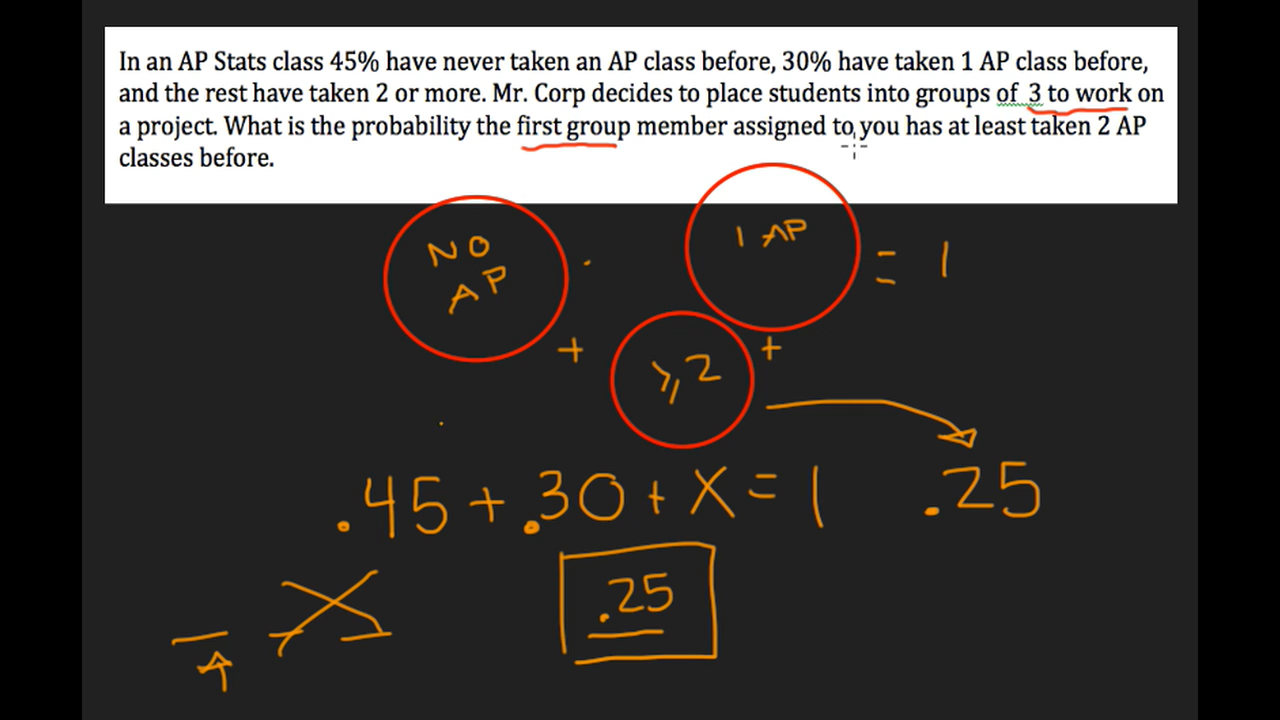 In an AP Stats class 45% have never taken an AP class before, 30% have taken 1 AP class before,
and the rest have taken 2 or more. Mr. Corp decides to place students into groups of 3 to work on
a project. What is the probability the first group member assigned to you has at least taken 2 AP
classes before.
NO
AP
1 AP
= 1
+
≥2
+
.45 + .30 + X = 1
.25
.25